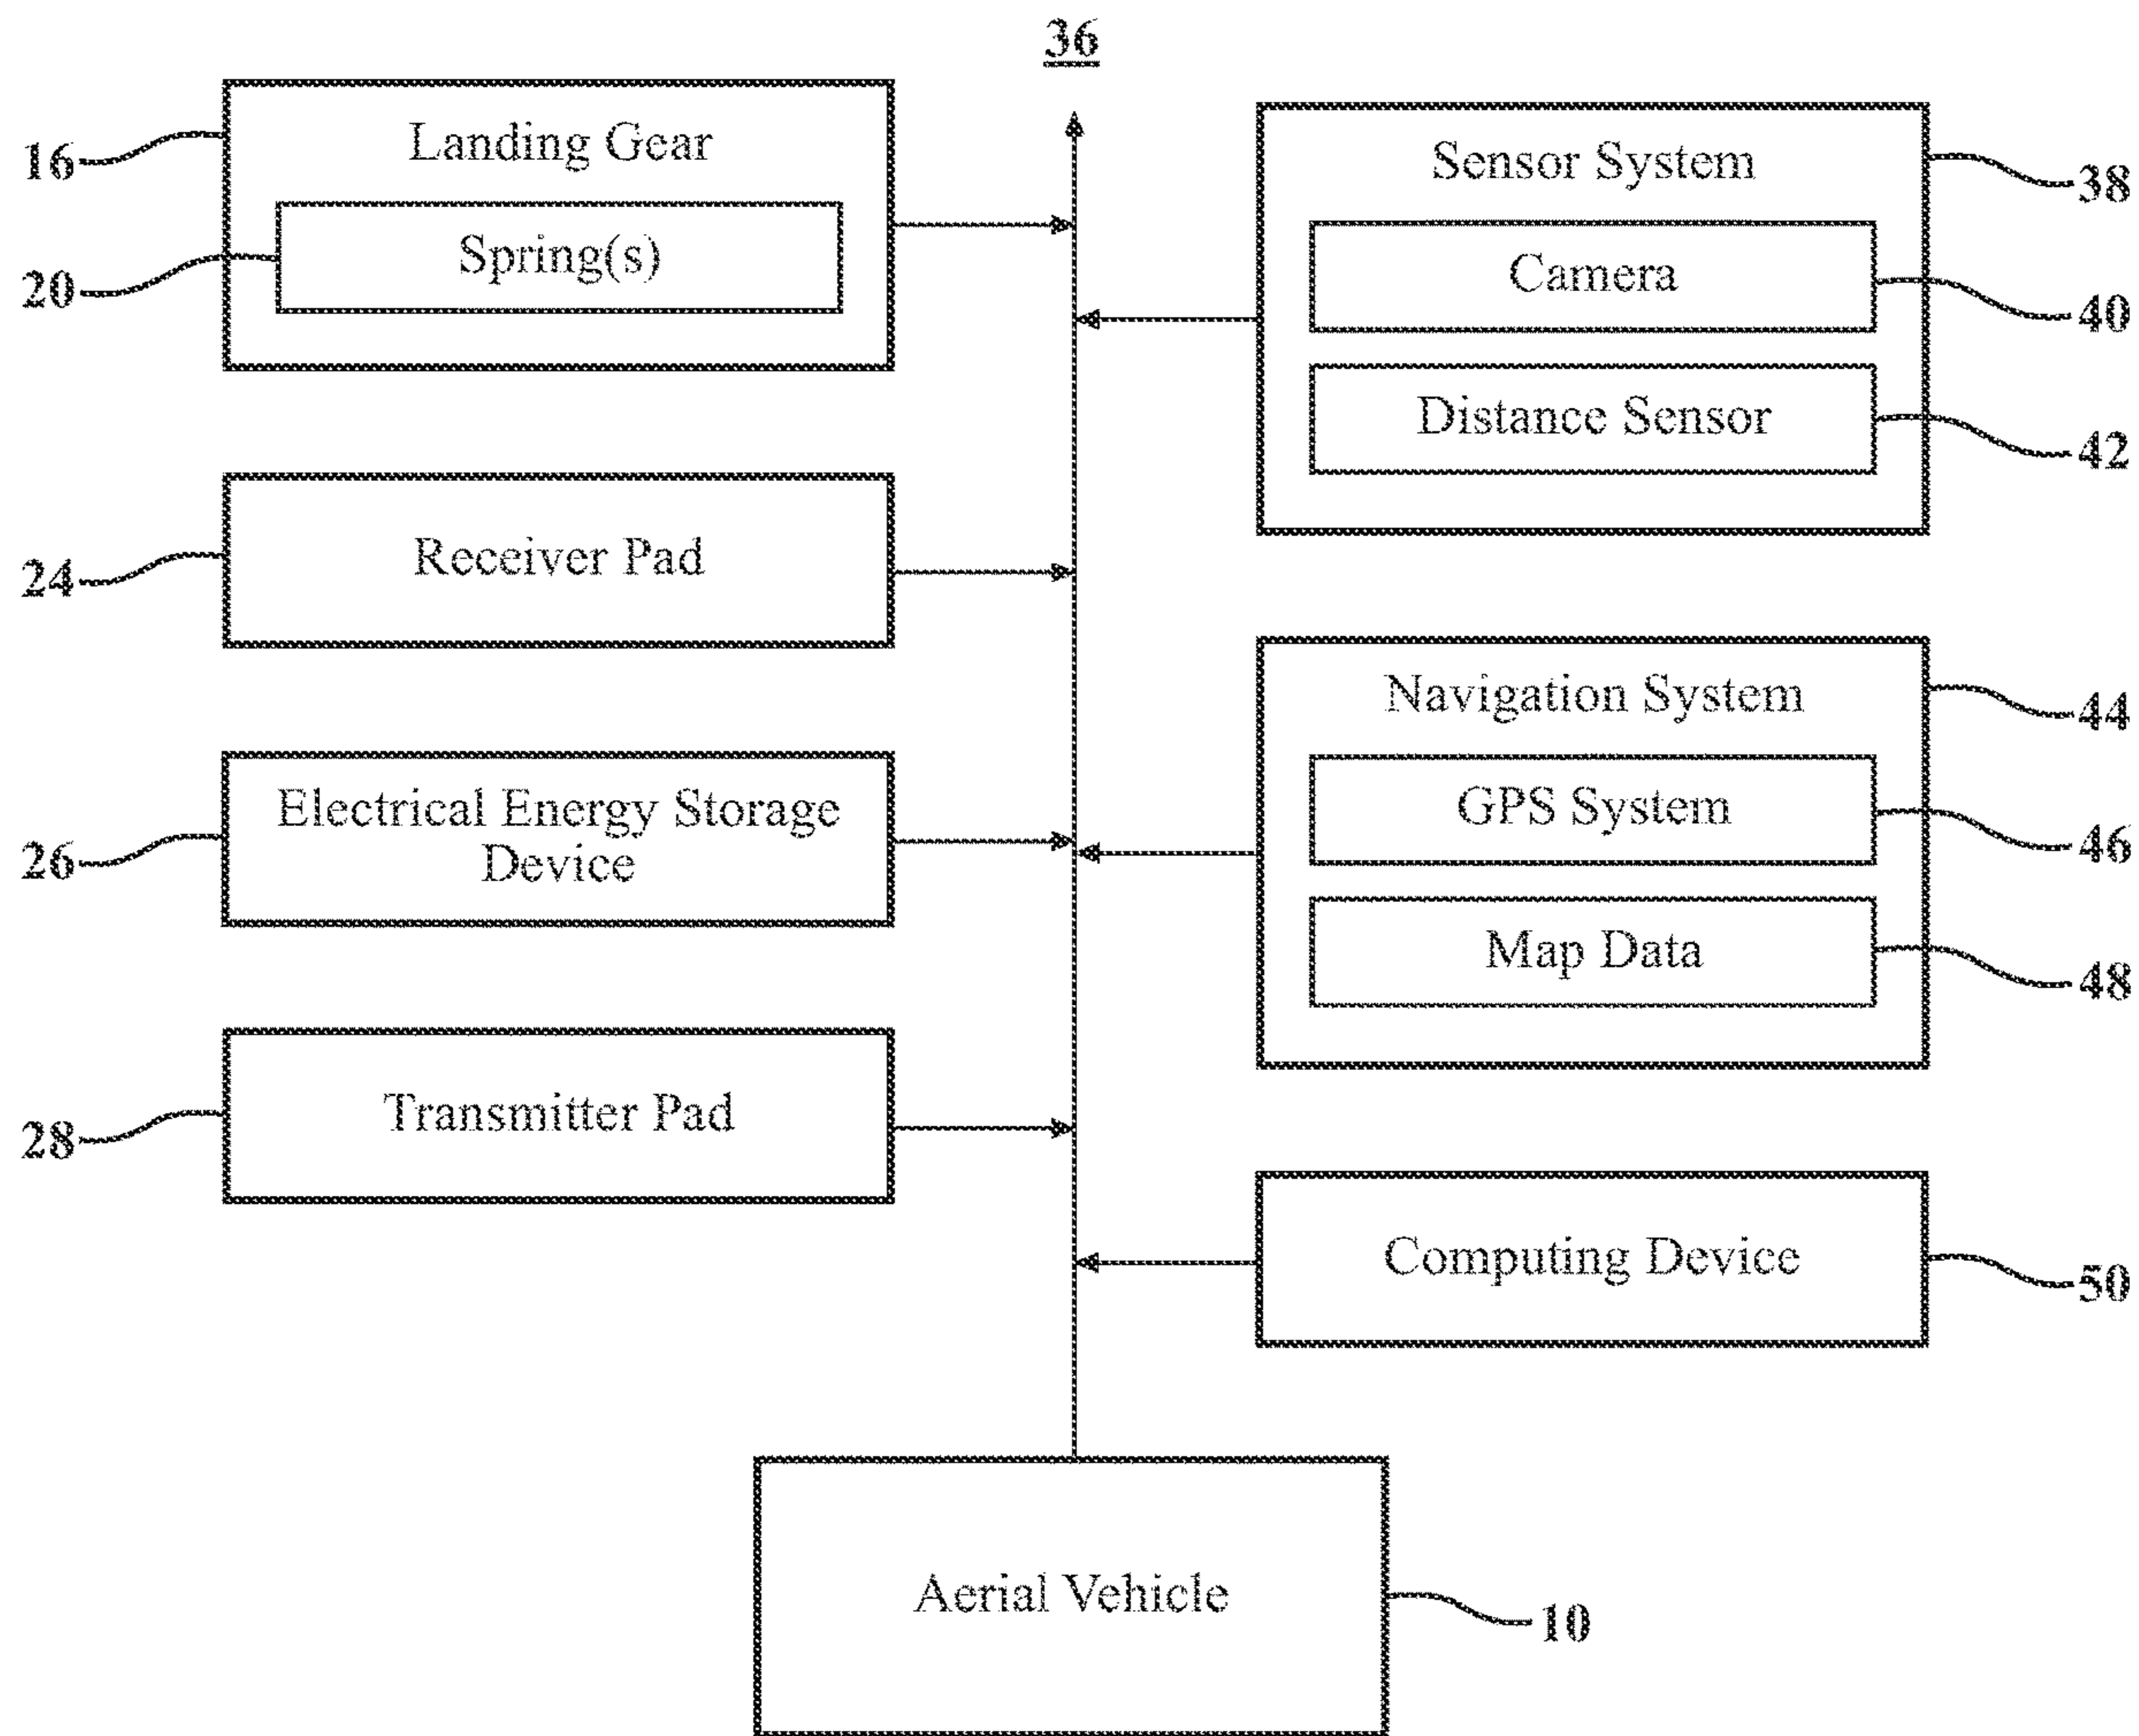 36
16
Landing Gear
20
Spring(s)
24
Receiver Pad
26
Electrical Energy Storage
Device
28
Transmitter Pad
Sensor System
38
Camera
40
Distance Sensor
42
Navigation System
44
GPS System
46
Map Data
48
Computing Device
50
Aerial Vehicle
10